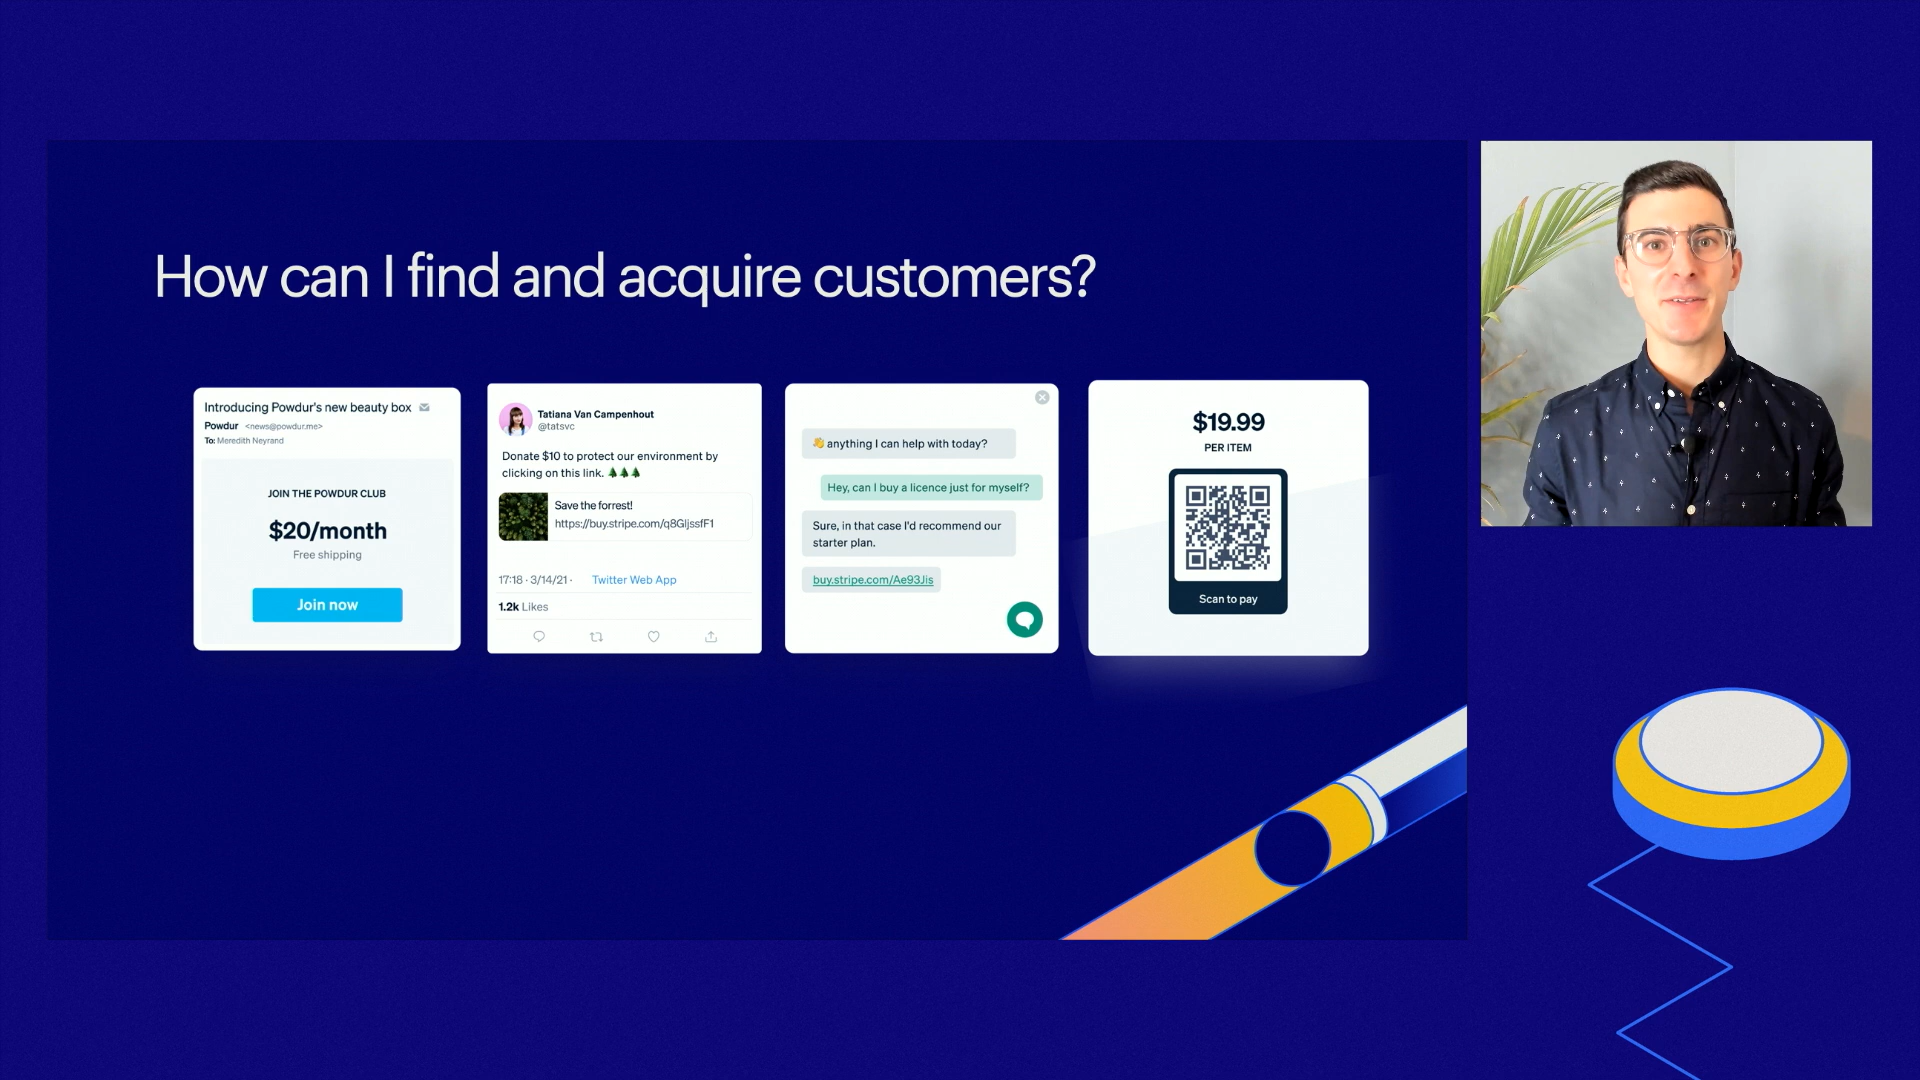 How can I find and acquire customers?
Introducing Powdur's new beauty box
Powdur <news@powdur.me>
To: Meredith Neyrand
JOIN THE POWDUR CLUB
$20/month
Free shipping
Join now
Tatiana Van Campenhout
@tatsvc
Donate $10 to protect our environment by
clicking on this link. 🌲🌲🌲
Save the forrest!
https://buy.stripe.com/q8GIjssfF1
17:18 · 3/14/21 · Twitter Web App
1.2k Likes
👋 anything I can help with today?
Hey, can I buy a licence just for myself?
Sure, in that case I'd recommend our
starter plan.
buy.stripe.com/Ae93Jis
$19.99
PER ITEM
Scan to pay